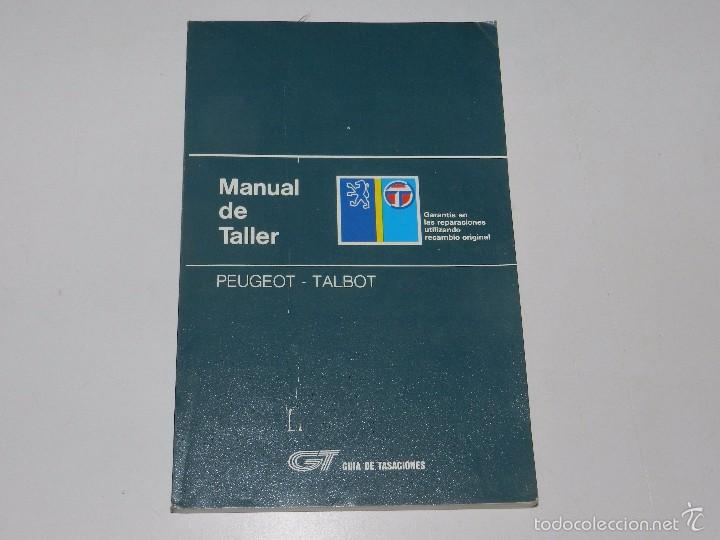 Manual
de
Taller
T
Garantía en
las reparaciones
utilizando
recambio original
PEUGEOT - TALBOT
GT GUIA DE TASACIONES
todocoleccion.net